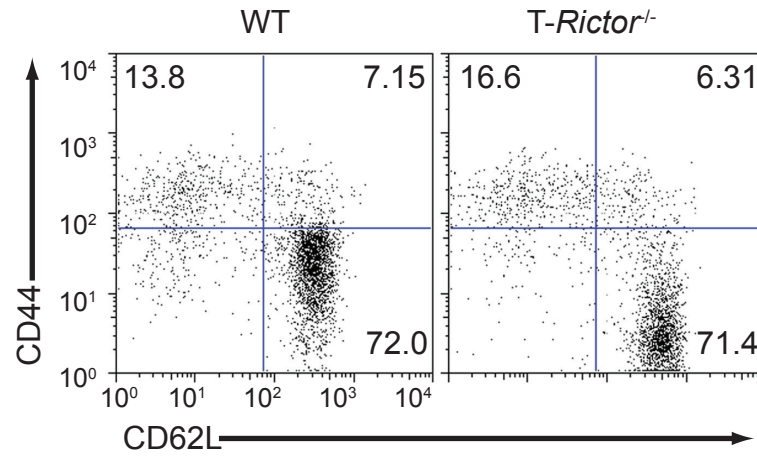 WT
T-Rictor-/-
10⁴
10³
10²
10¹
10⁰
CD44
13.8
7.15
72.0
16.6
6.31
71.4
10⁰ 10¹ 10² 10³ 10⁴
CD62L